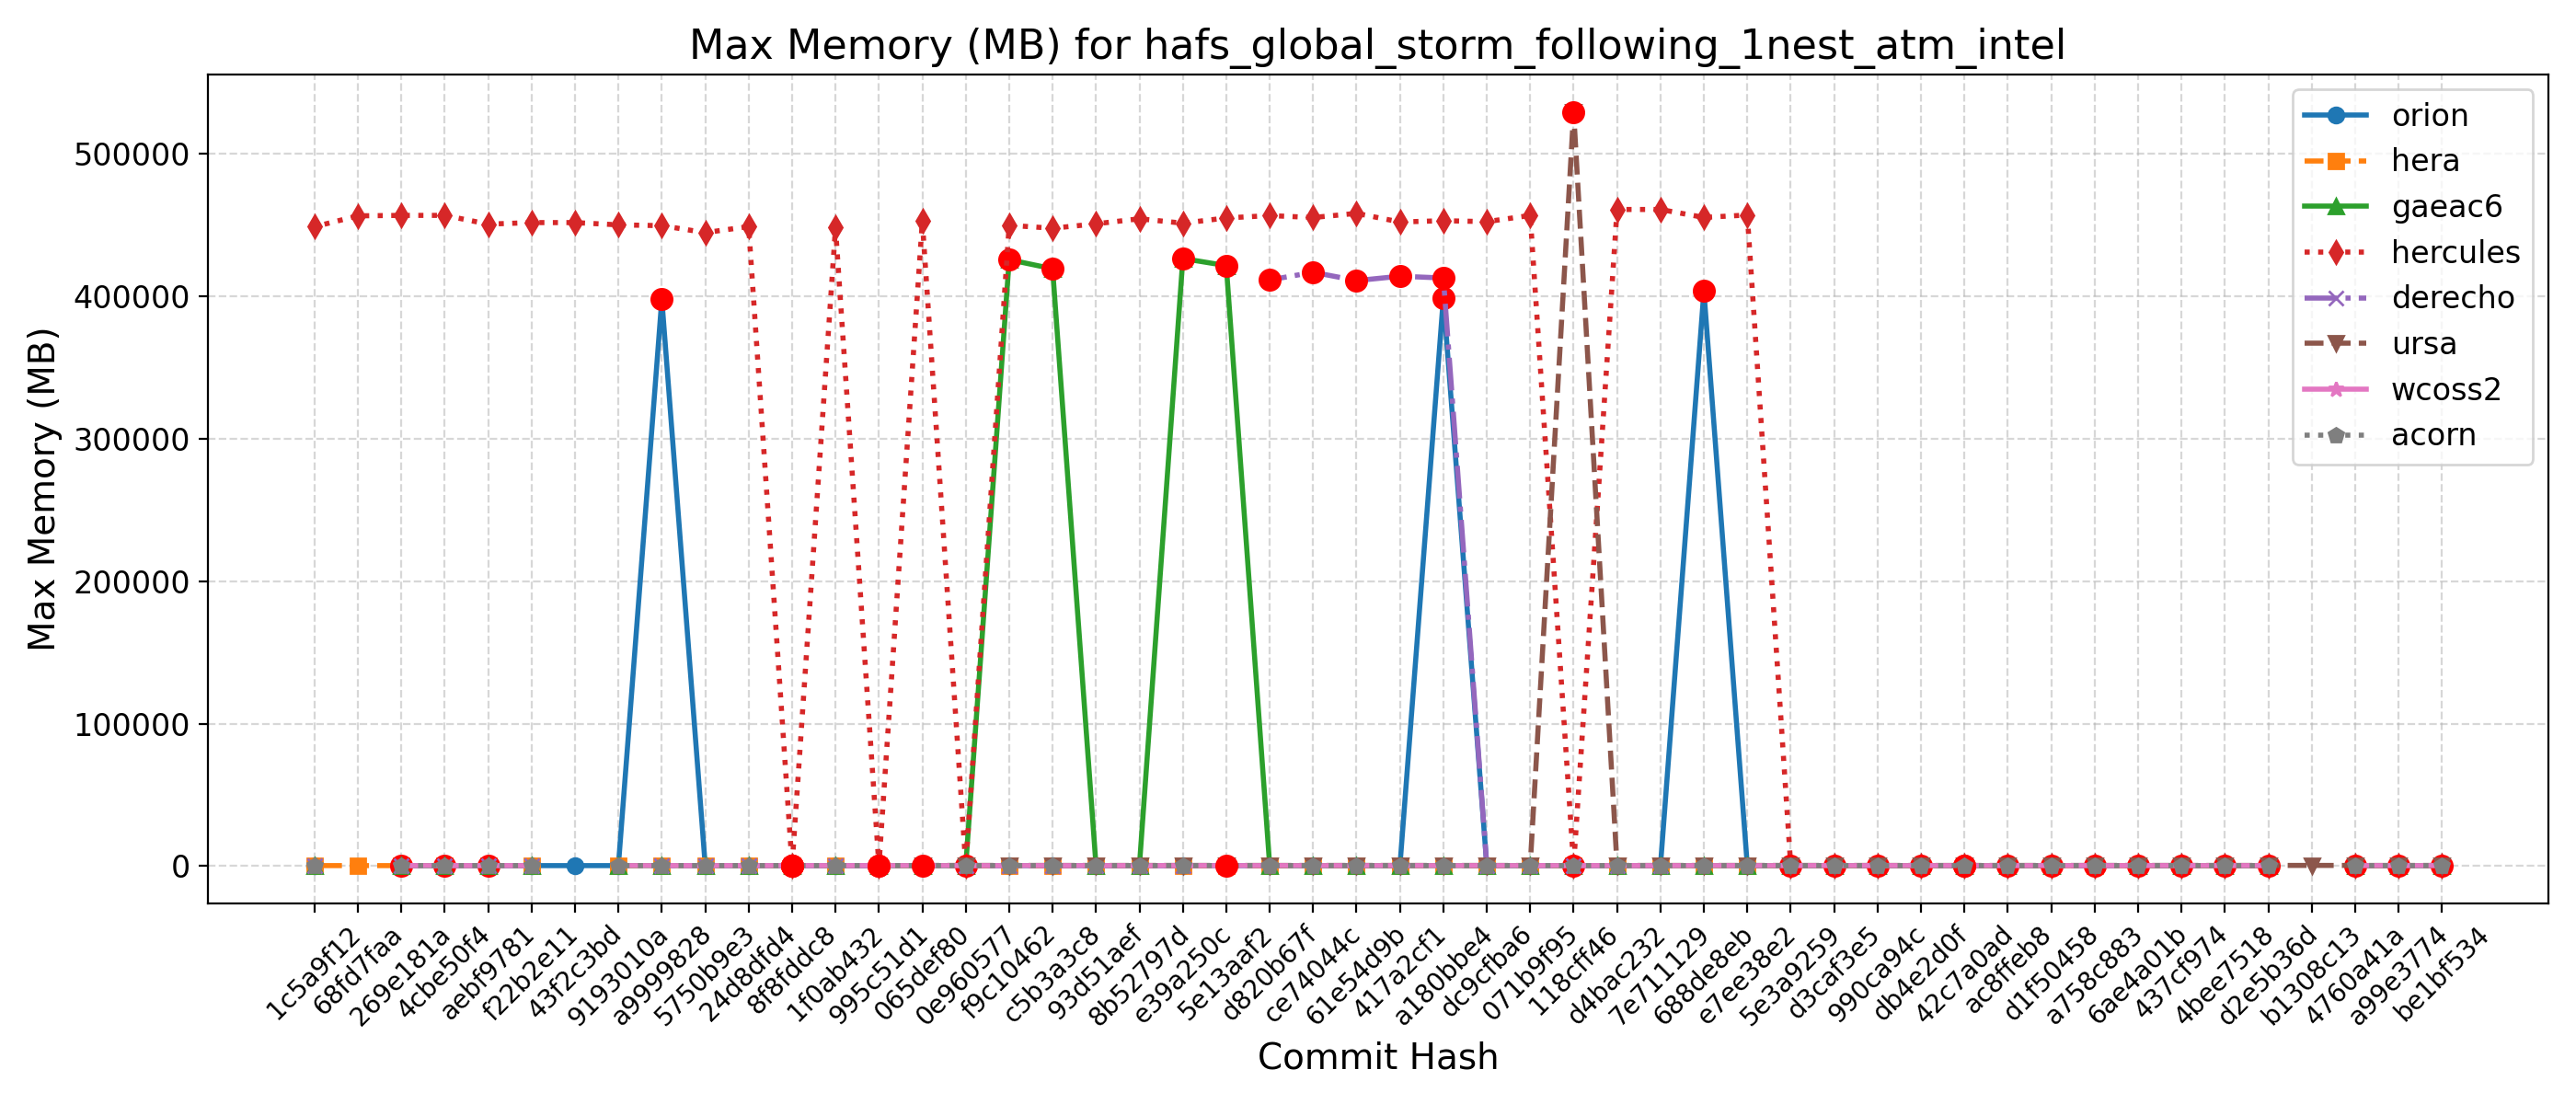 Max Memory (MB) for hafs_global_storm_following_1nest_atm_intel
Max Memory (MB)
500000
400000
300000
200000
100000
0
orion
hera
gaeac6
hercules
derecho
ursa
wcoss2
acorn
1c5a9f12
68fd7faa
269e181a
4cbe50f4
aebf9781
f22b2e11
43f2c3bd
9193010a
a9999828
5750b9e3
24d8dfd4
8f8fddc8
1f0ab432
995c51d1
065def80
0e960577
f9c10462
c5b3a3c8
93d51aef
8b52797d
e39a250c
5e13aaf2
d820b67f
ce74044c
61e54d9b
417a2cf1
a180bbe4
dc9cfba6
071b9f95
118cff46
d4bac232
7e711129
688de8eb
e7ee38e2
5e3a9259
d3caf3e5
990ca94c
db4e2d0f
42c7a0ad
ac8ffeb8
d1f50458
a758c883
6ae4a01b
437cf974
4bee7518
d2e5b36d
b1308c13
4760a41a
a99e3774
be1bf534
Commit Hash